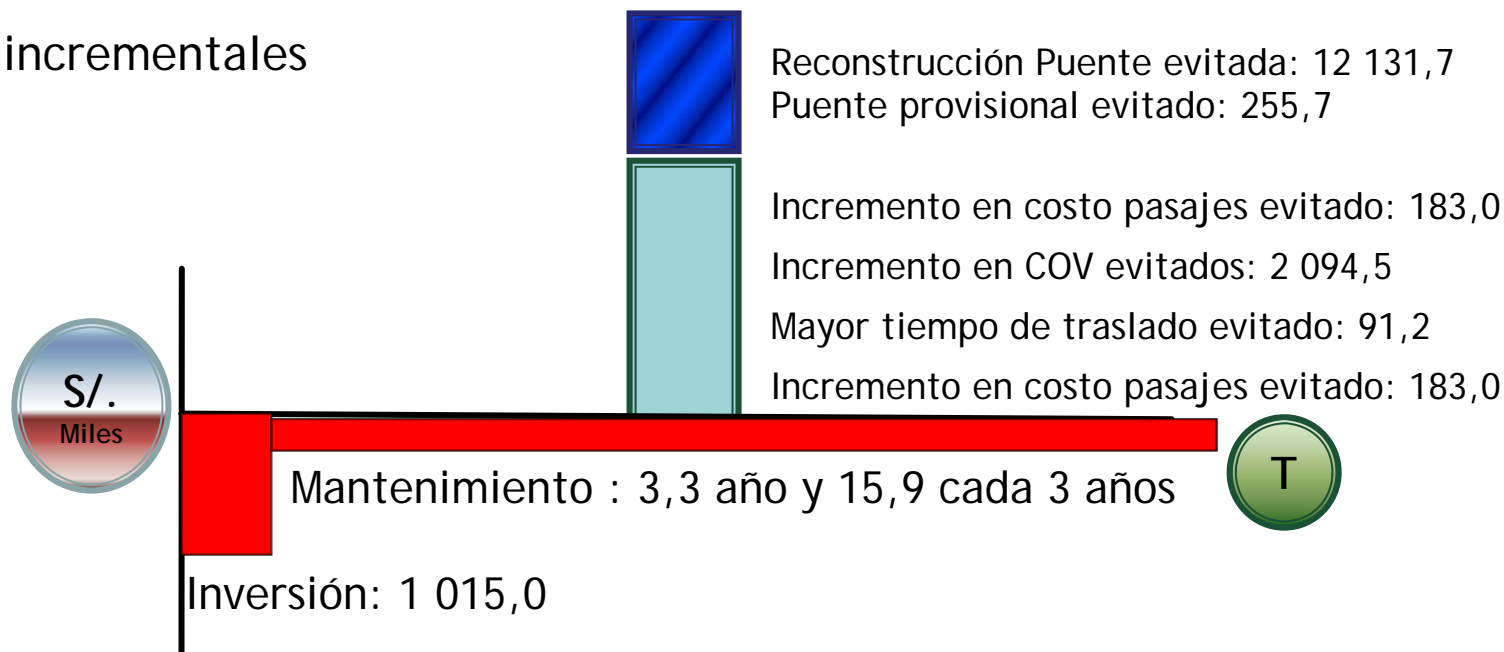 incrementales
Reconstrucción Puente evitada: 12 131,7
Puente provisional evitado: 255,7
Incremento en costo pasajes evitado: 183,0
Incremento en COV evitados: 2 094,5
Mayor tiempo de traslado evitado: 91,2
Incremento en costo pasajes evitado: 183,0
S/.
Miles
T
Mantenimiento : 3,3 año y 15,9 cada 3 años
Inversión: 1 015,0